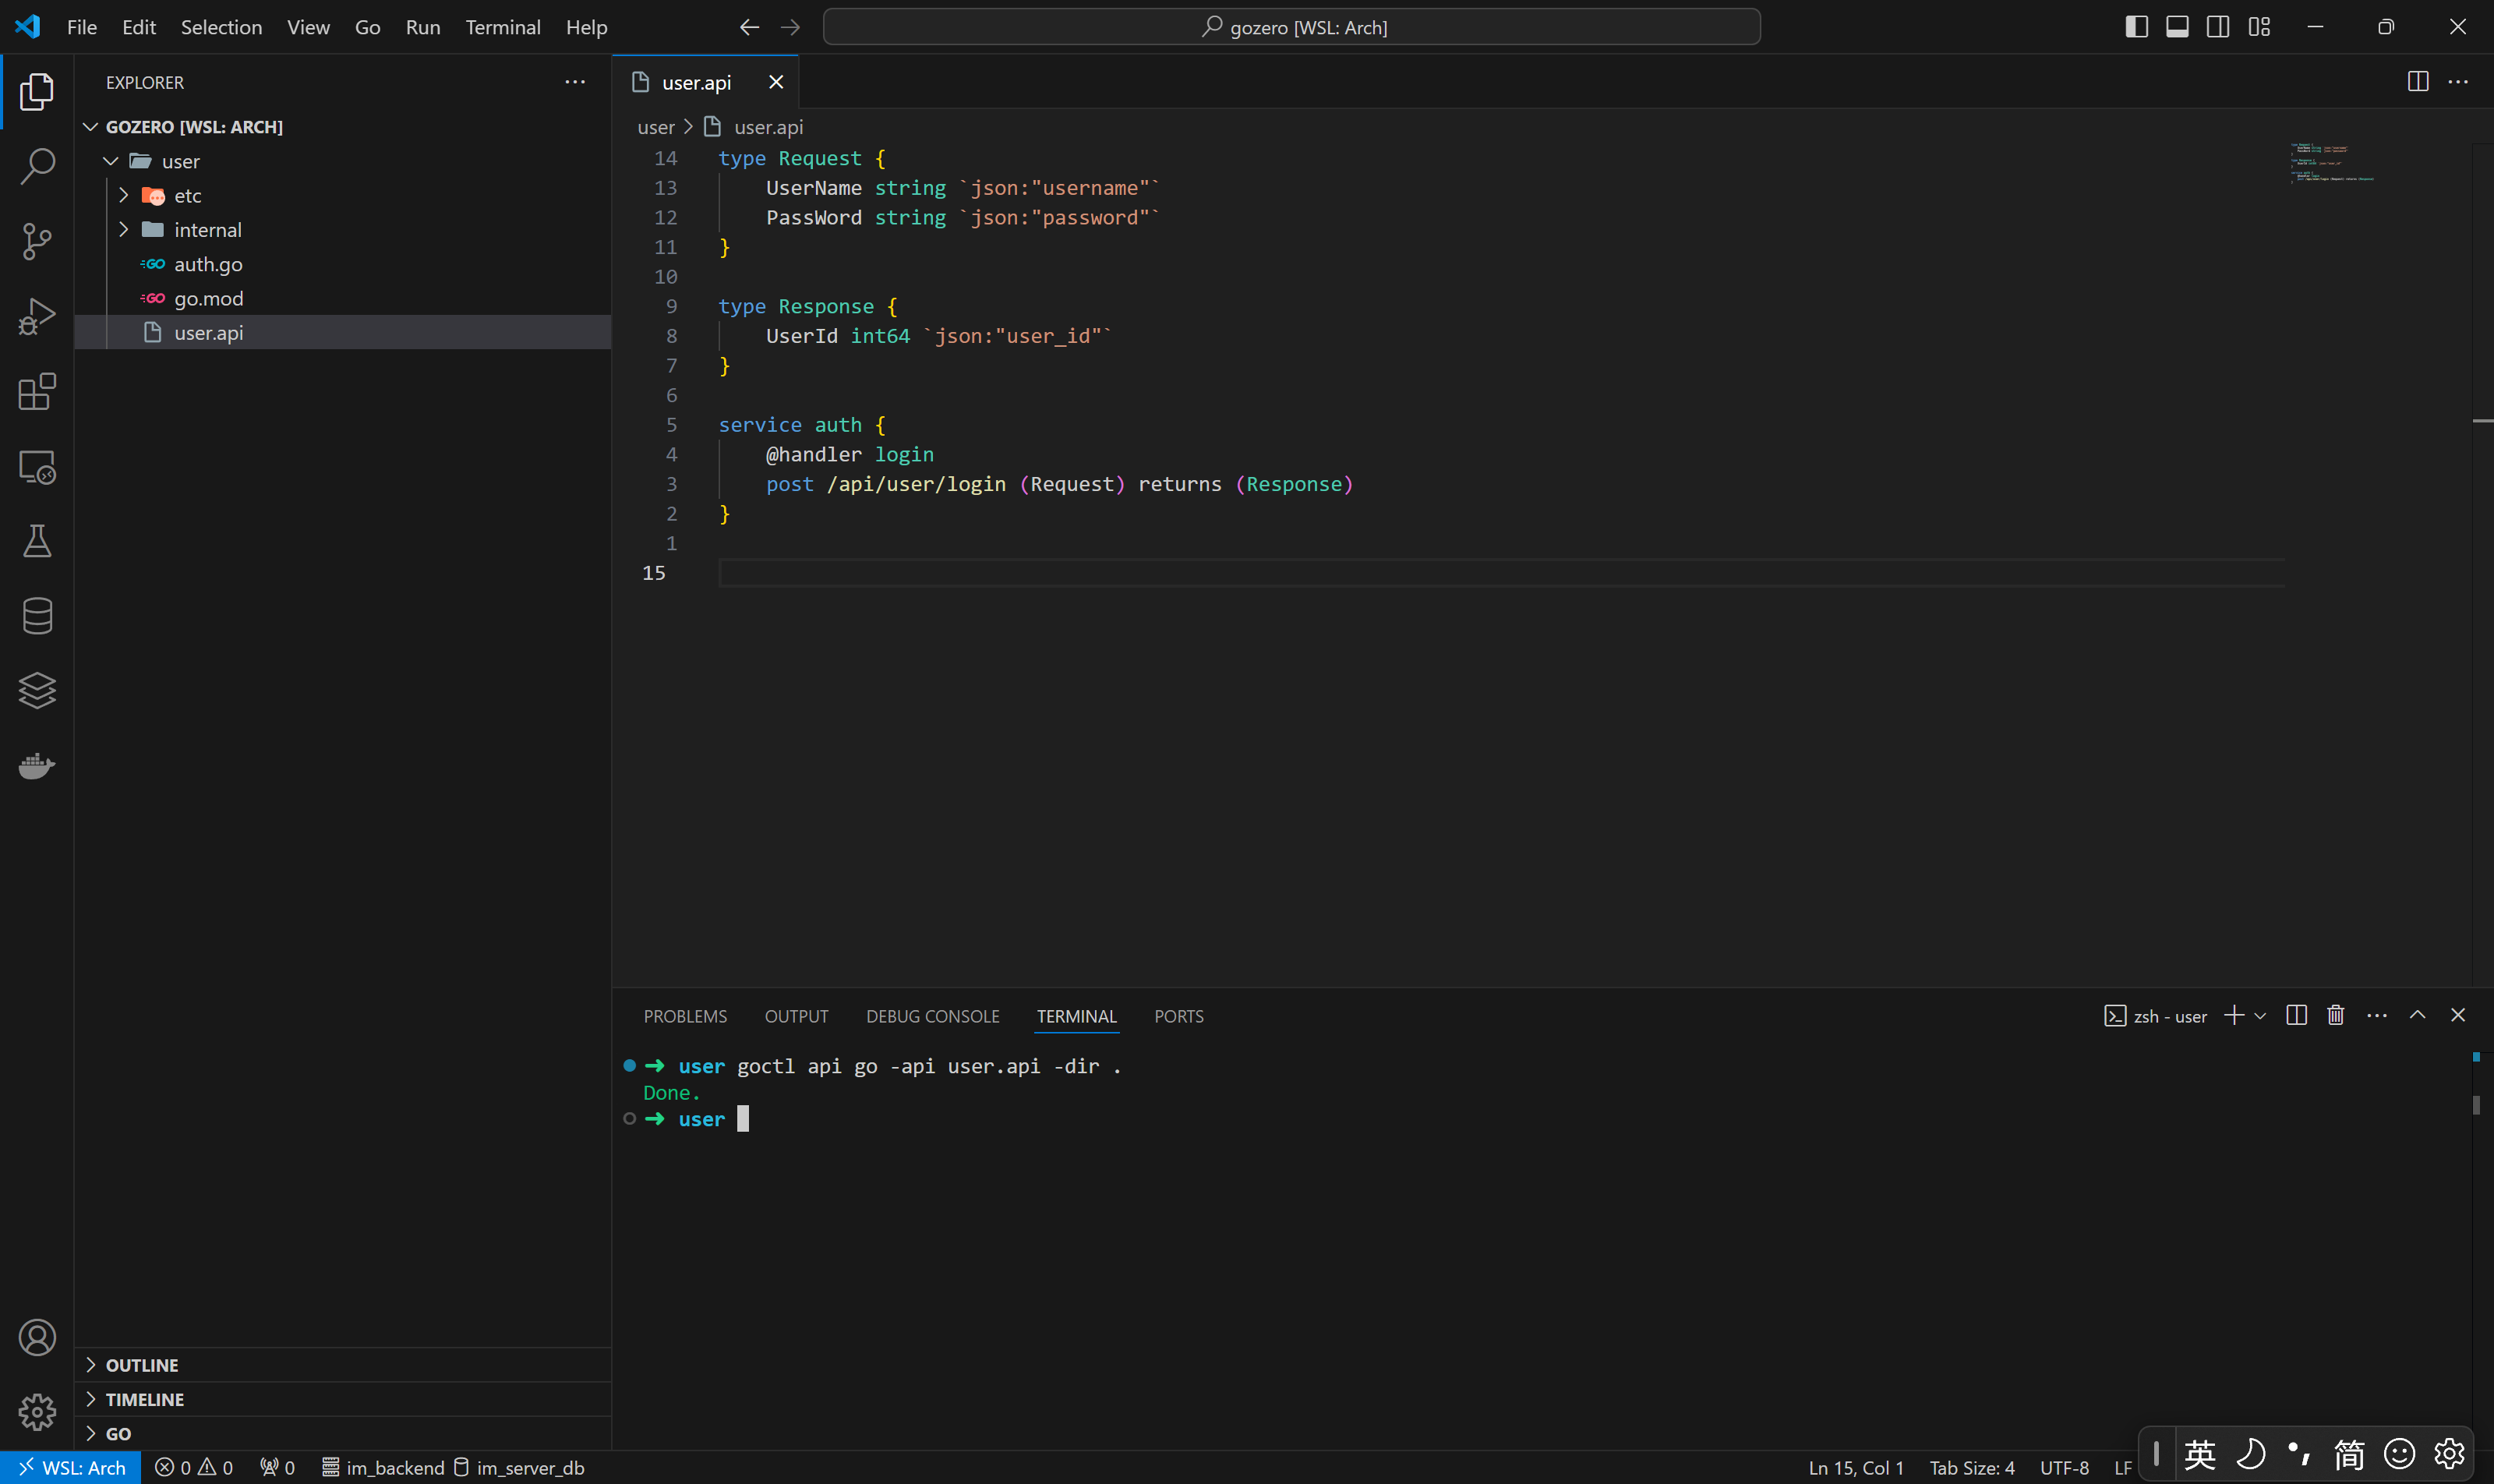 File Edit Selection View Go Run Terminal Help
gozero [WSL: Arch]
EXPLORER
GOZERO [WSL: ARCH]
user
etc
internal
auth.go
go.mod
user.api
OUTLINE
TIMELINE
GO
user.api
user > user.api
14 type Request {
13 UserName string `json:"username"`
12 PassWord string `json:"password"`
11 }
10
9 type Response {
8 UserId int64 `json:"user_id"`
7 }
6
5 service auth {
4 @handler login
3 post /api/user/login (Request) returns (Response)
2 }
1
15
PROBLEMS OUTPUT DEBUG CONSOLE TERMINAL PORTS
zsh - user
➜ user goctl api go -api user.api -dir .
Done.
➜ user
WSL: Arch 0 0 0 im_backend im_server_db
Ln 15, Col 1 Tab Size: 4 UTF-8 LF
英 简